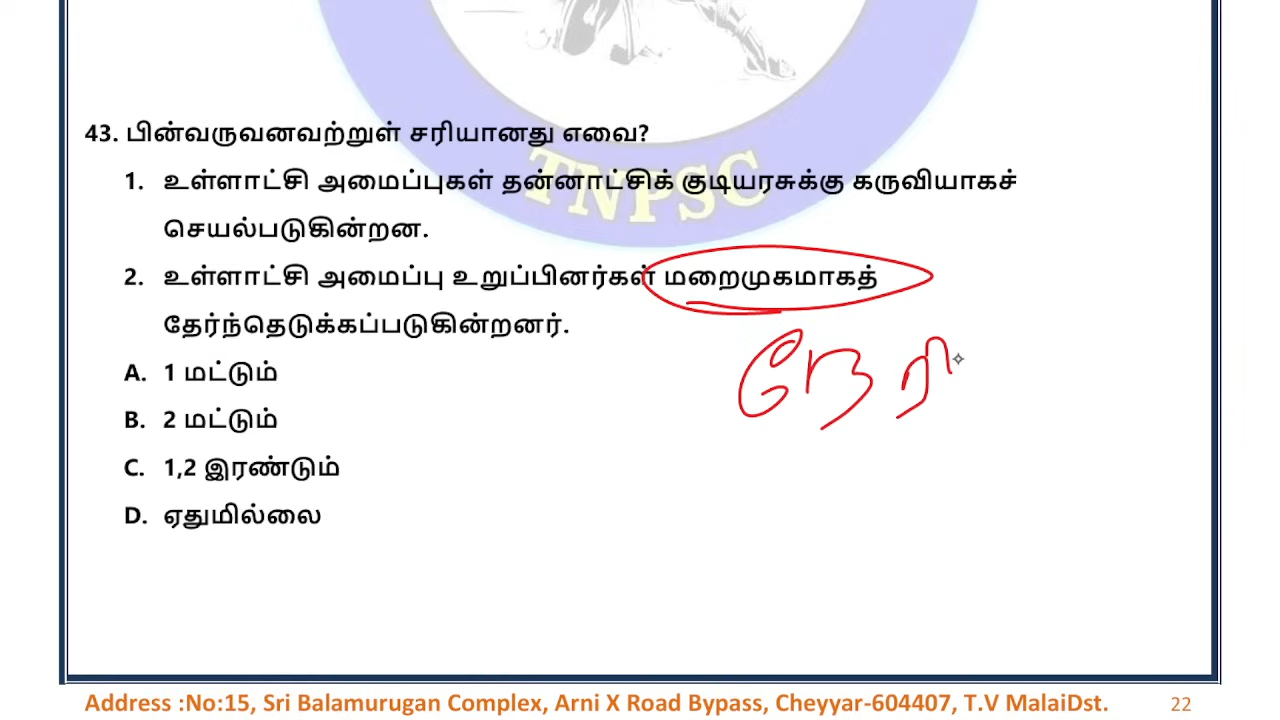 TNPSC
43. பின்வருவனவற்றுள் சரியானது எவை?
1. உள்ளாட்சி அமைப்புகள் தன்னாட்சிக் குடியரசுக்கு கருவியாகச்
செயல்படுகின்றன.
2. உள்ளாட்சி அமைப்பு உறுப்பினர்கள் மறைமுகமாகத்
தேர்ந்தெடுக்கப்படுகின்றனர்.
நேரி
A. 1 மட்டும்
B. 2 மட்டும்
C. 1,2 இரண்டும்
D. ஏதுமில்லை
Address :No:15, Sri Balamurugan Complex, Arni X Road Bypass, Cheyyar-604407, T.V MalaiDst. 22